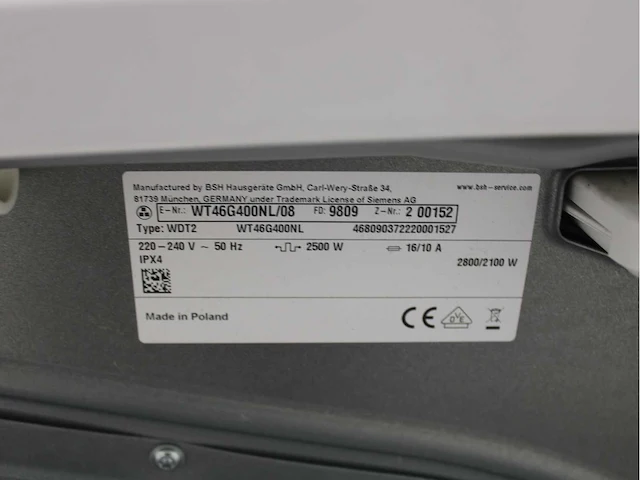 Manufactured by BSH Hausgeräte GmbH, Carl-Wery-Straße 34,
81739 München, GERMANY under Trademark License of Siemens AG
www.bsh-service.com
E-Nr.: WT46G400NL/08 FD: 9809 Z-Nr.: 2 00152
Type: WDT2 WT46G400NL 468090372220001527
220-240 V ~ 50 Hz 2500 W 16/10 A
IPX4 2800/2100 W
Made in Poland CE DVE